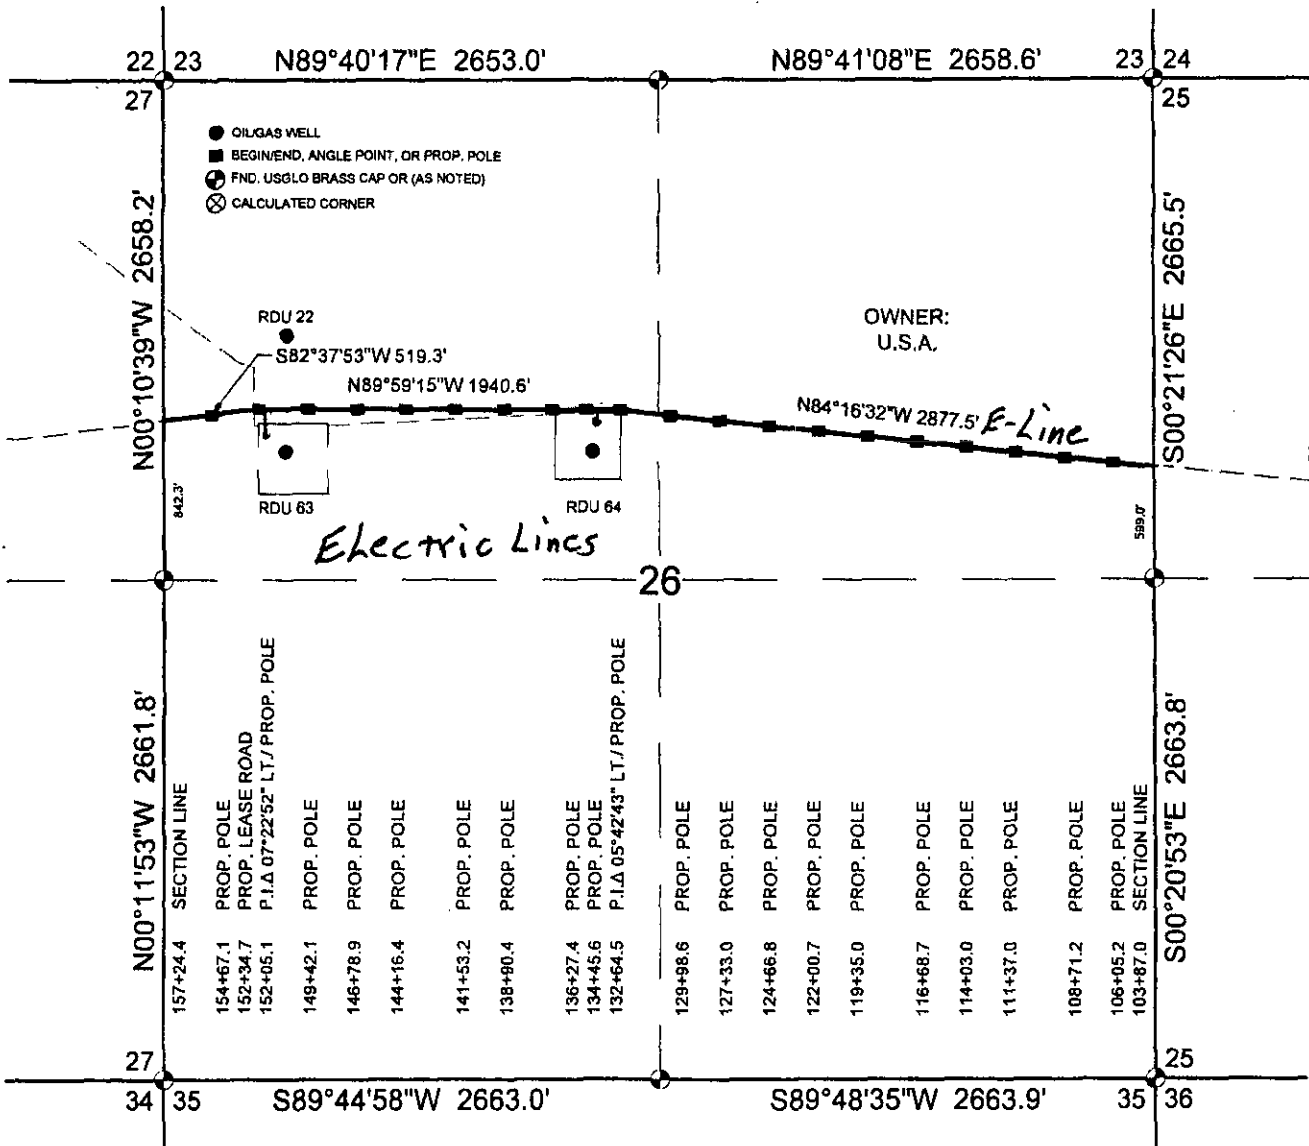 22 23 N89°40'17"E 2653.0' N89°41'08"E 2658.6' 23 24
27 25
OIL/GAS WELL
BEGIN/END, ANGLE POINT, OR PROP. POLE
FND. USGLO BRASS CAP OR (AS NOTED)
CALCULATED CORNER
N00°10'39"W 2658.2'
S00°21'26"E 2665.5'
RDU 22
OWNER:
U.S.A.
S82°37'53"W 519.3'
N89°59'15"W 1940.6'
N84°16'32"W 2877.5' E-Line
842.3'
RDU 63
RDU 64
599.0'
Electric Lines
26
N00°11'53"W 2661.8'
157+24.4 SECTION LINE
154+67.1 PROP. POLE
152+34.7 PROP. LEASE ROAD
152+05.1 P.I.Δ 07°22'52" LT./ PROP. POLE
149+42.1 PROP. POLE
146+78.9 PROP. POLE
144+16.4 PROP. POLE
141+53.2 PROP. POLE
138+90.4 PROP. POLE
136+27.4 PROP. POLE
134+45.6 PROP. POLE
132+64.5 P.I.Δ 05°42'43" LT./ PROP. POLE
129+98.6 PROP. POLE
127+33.0 PROP. POLE
124+66.8 PROP. POLE
122+00.7 PROP. POLE
119+35.0 PROP. POLE
116+68.7 PROP. POLE
114+03.0 PROP. POLE
111+37.0 PROP. POLE
108+71.2 PROP. POLE
106+05.2 PROP. POLE
103+87.0 SECTION LINE
S00°20'53"E 2663.8'
27 25
34 35 S89°44'58"W 2663.0' S89°48'35"W 2663.9' 35 36